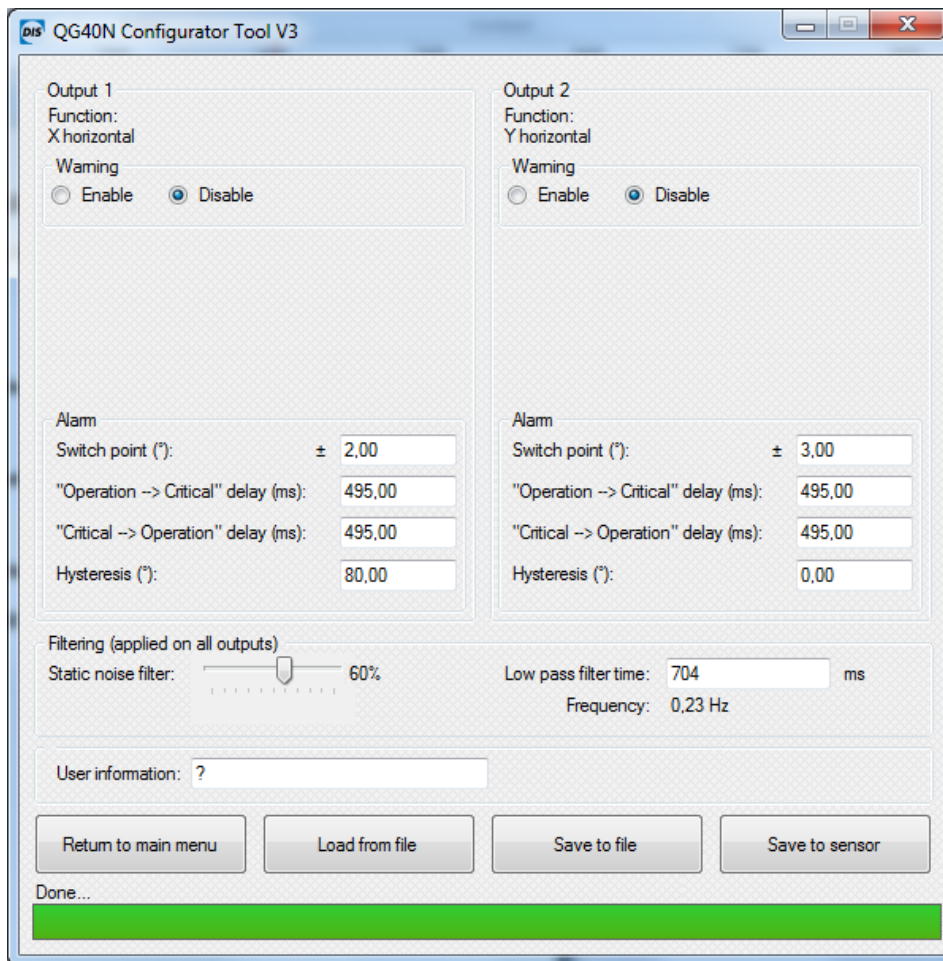 DIS QG40N Configurator Tool V3
Output 1
Function:
X horizontal
Warning
Enable Disable
Alarm
Switch point (°): ± 2,00
"Operation --> Critical" delay (ms): 495,00
"Critical --> Operation" delay (ms): 495,00
Hysteresis (°): 80,00
Output 2
Function:
Y horizontal
Warning
Enable Disable
Alarm
Switch point (°): ± 3,00
"Operation --> Critical" delay (ms): 495,00
"Critical --> Operation" delay (ms): 495,00
Hysteresis (°): 0,00
Filtering (applied on all outputs)
Static noise filter: 60%
Low pass filter time: 704 ms
Frequency: 0,23 Hz
User information: ?
Return to main menu
Load from file
Save to file
Save to sensor
Done...